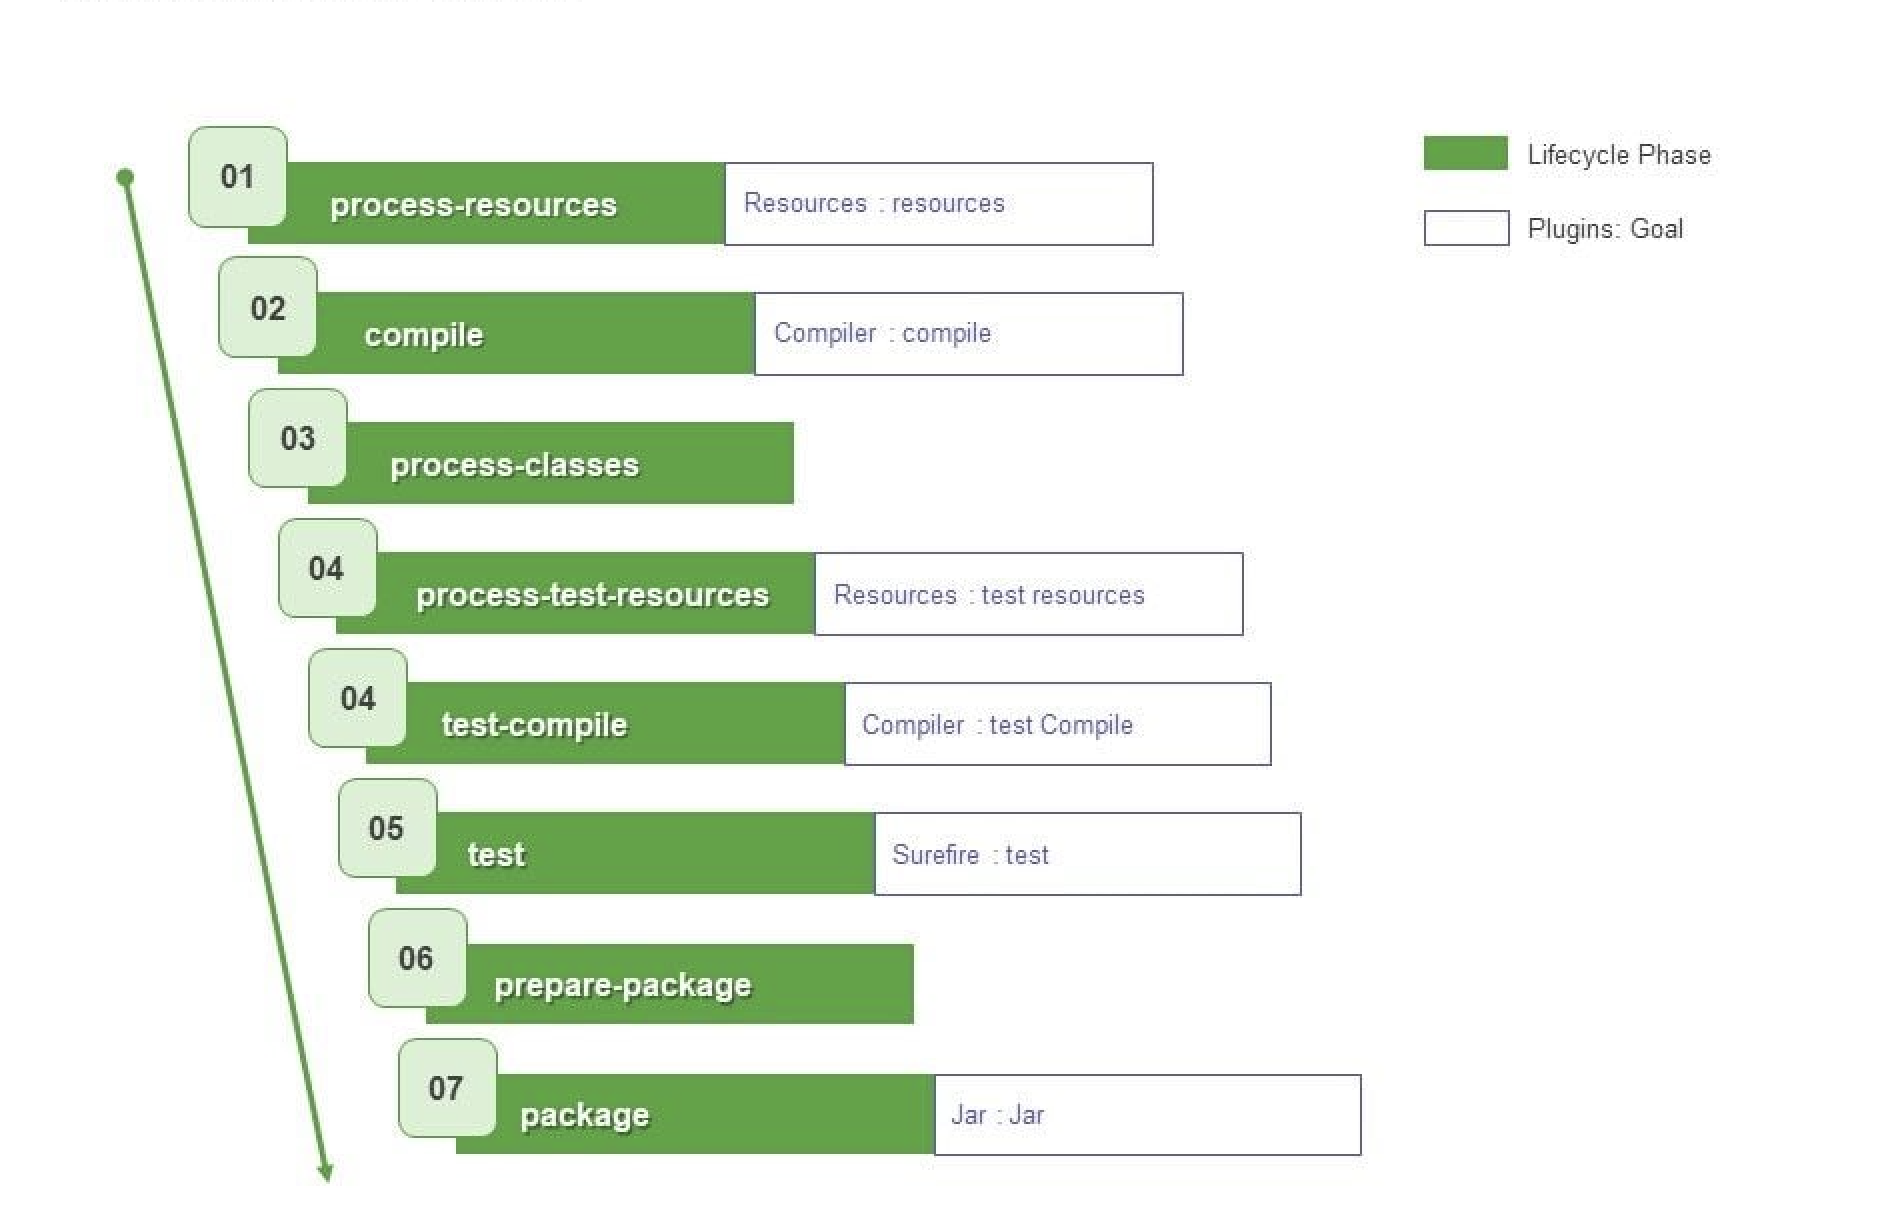 01
process-resources
Resources : resources
02
compile
Compiler : compile
03
process-classes
04
process-test-resources
Resources : test resources
04
test-compile
Compiler : test Compile
05
test
Surefire : test
06
prepare-package
07
package
Jar : Jar
Lifecycle Phase
Plugins: Goal